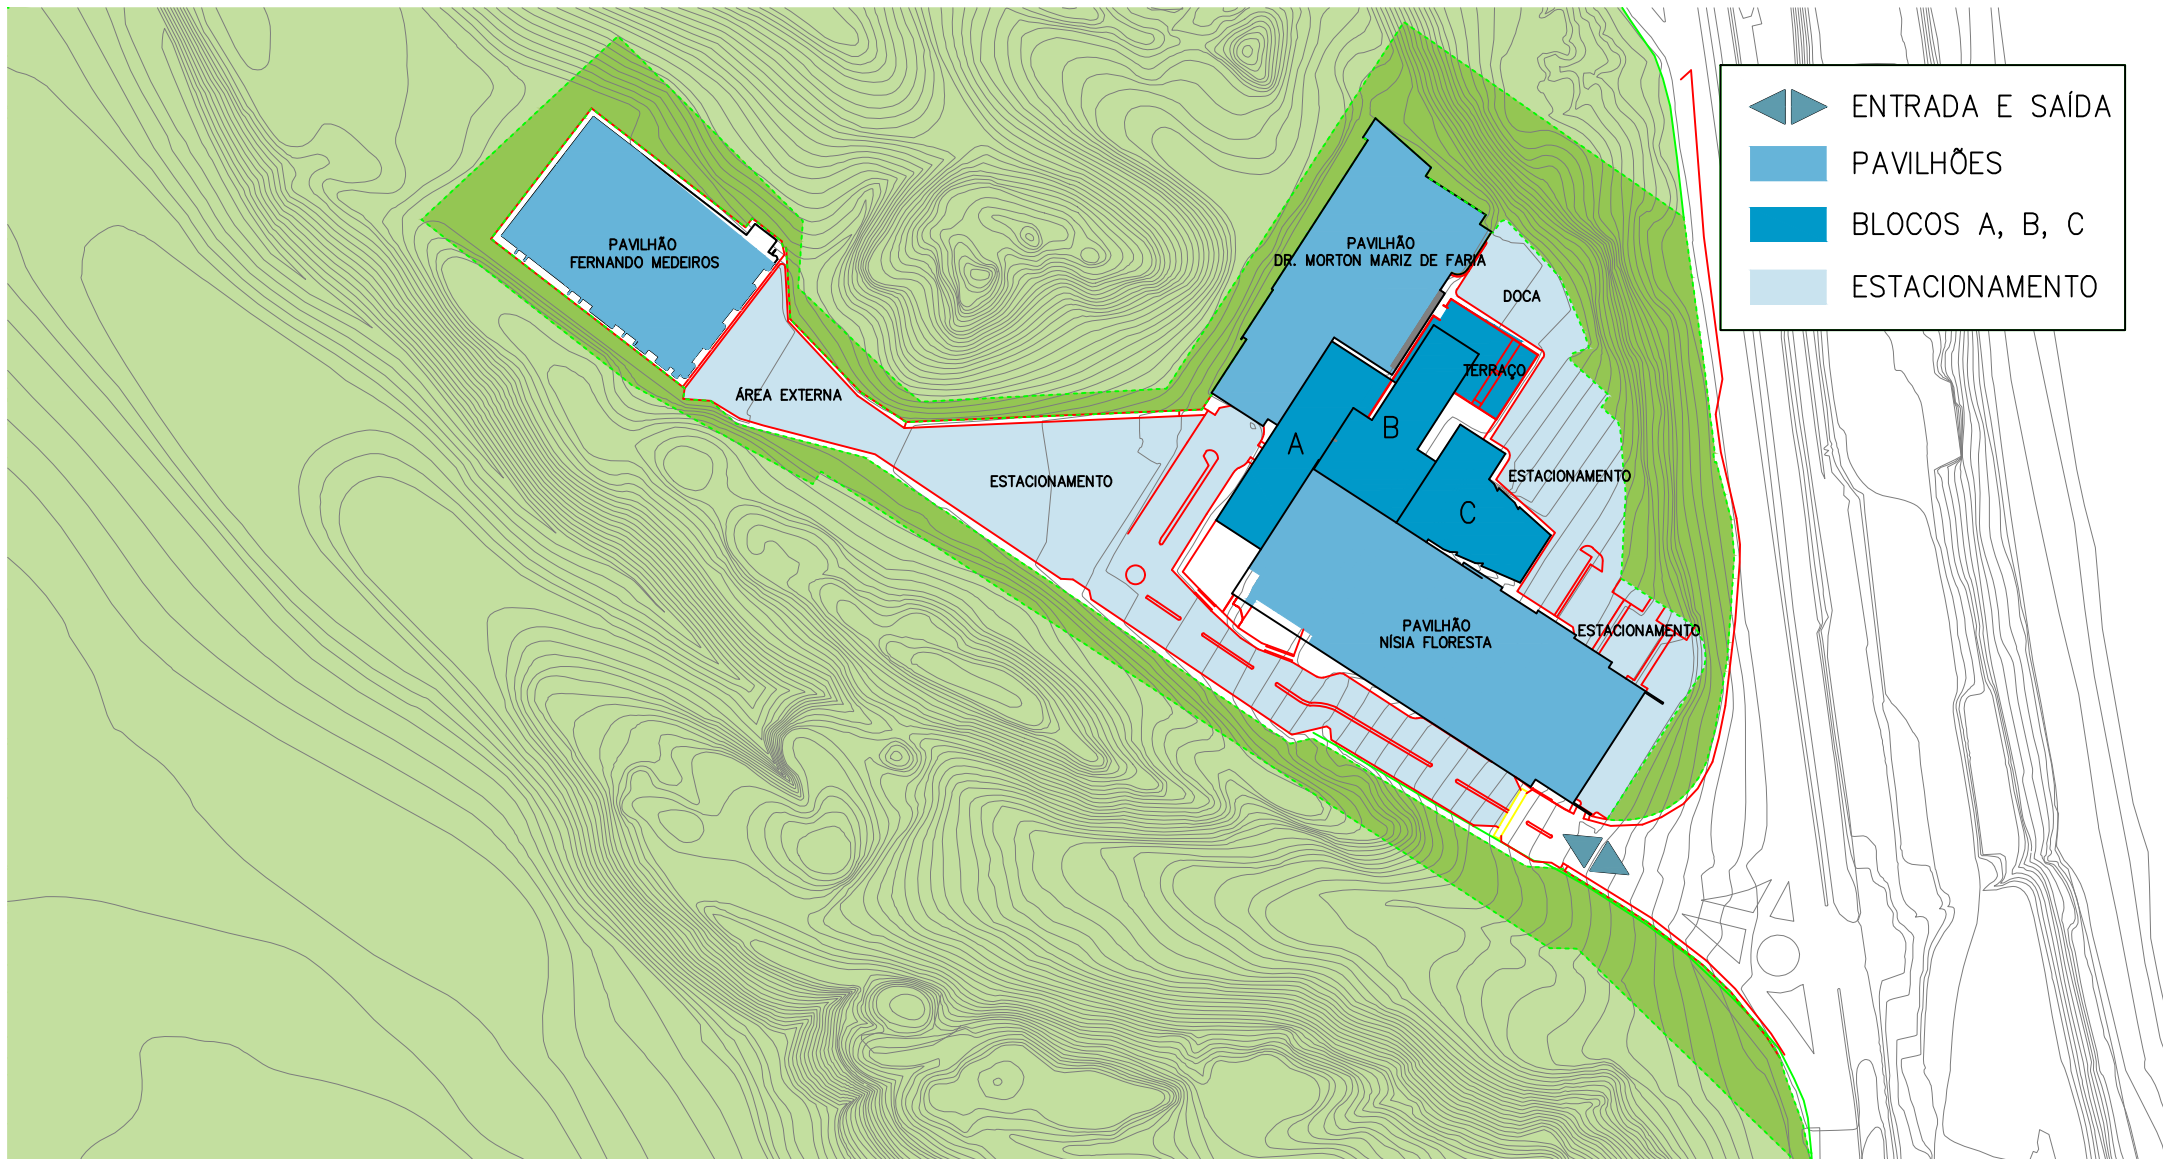 ENTRADA E SAÍDA
PAVILHÕES
BLOCOS A, B, C
ESTACIONAMENTO
PAVILHÃO
FERNANDO MEDEIROS
PAVILHÃO
DR. MORTON MARIZ DE FARIA
DOCA
TERRAÇO
ÁREA EXTERNA
A
B
ESTACIONAMENTO
ESTACIONAMENTO
C
PAVILHÃO
NÍSIA FLORESTA
ESTACIONAMENTO